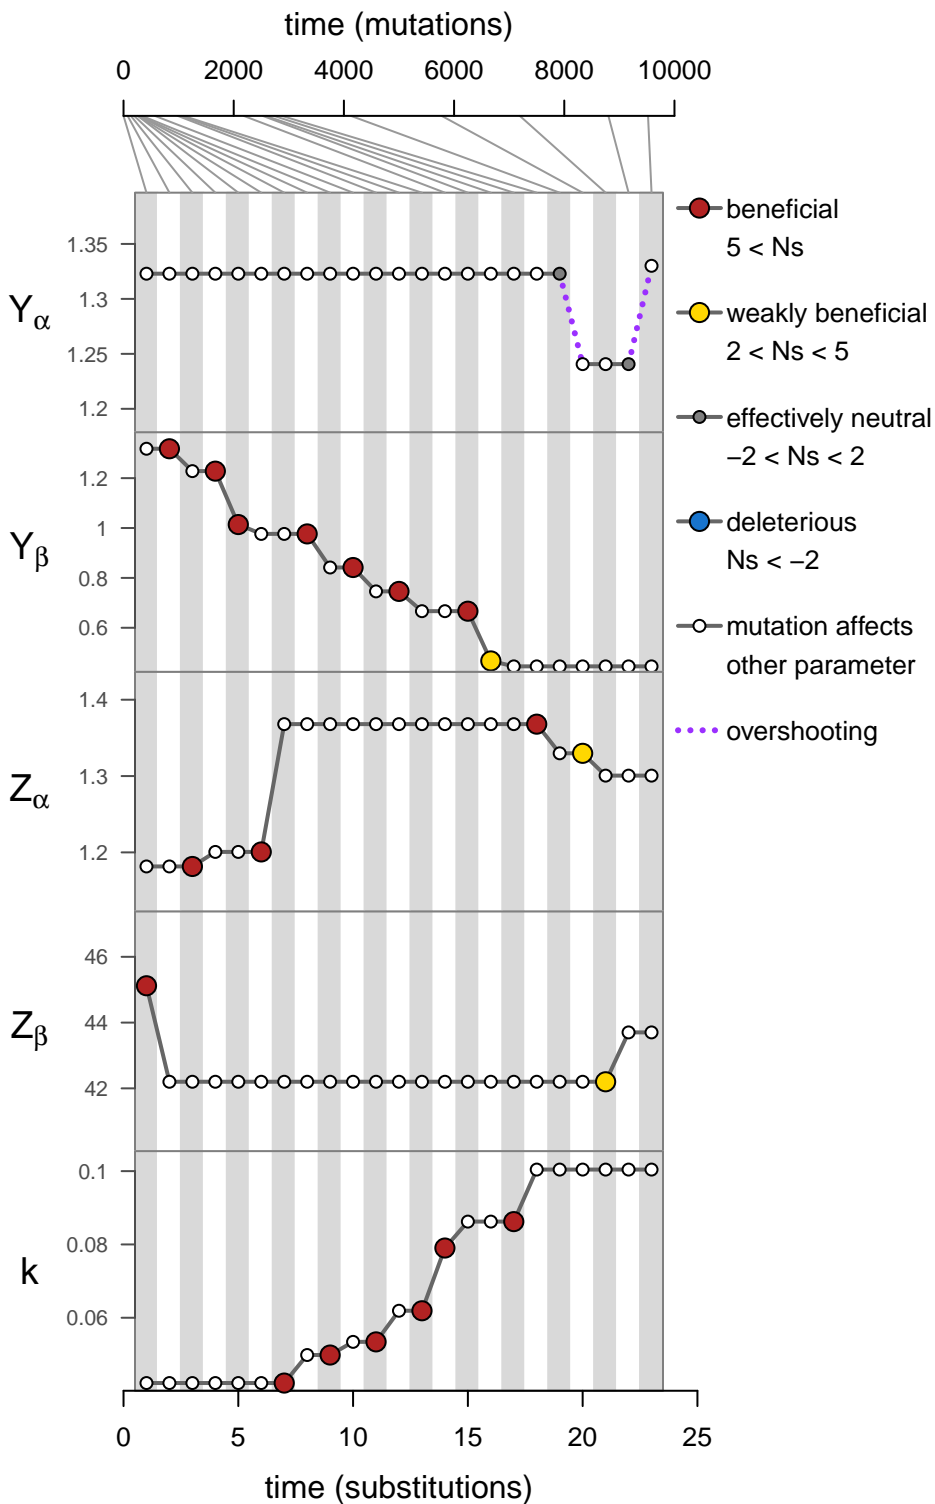 time (mutations)
0 2000 4000 6000 8000 10000
beneficial
5 < Ns
weakly beneficial
2 < Ns < 5
effectively neutral
−2 < Ns < 2
deleterious
Ns < −2
mutation affects
other parameter
overshooting
Yα
1.35
1.3
1.25
1.2
Yβ
1.2
1
0.8
0.6
Zα
1.4
1.3
1.2
Zβ
46
44
42
k
0.1
0.08
0.06
0 5 10 15 20 25
time (substitutions)